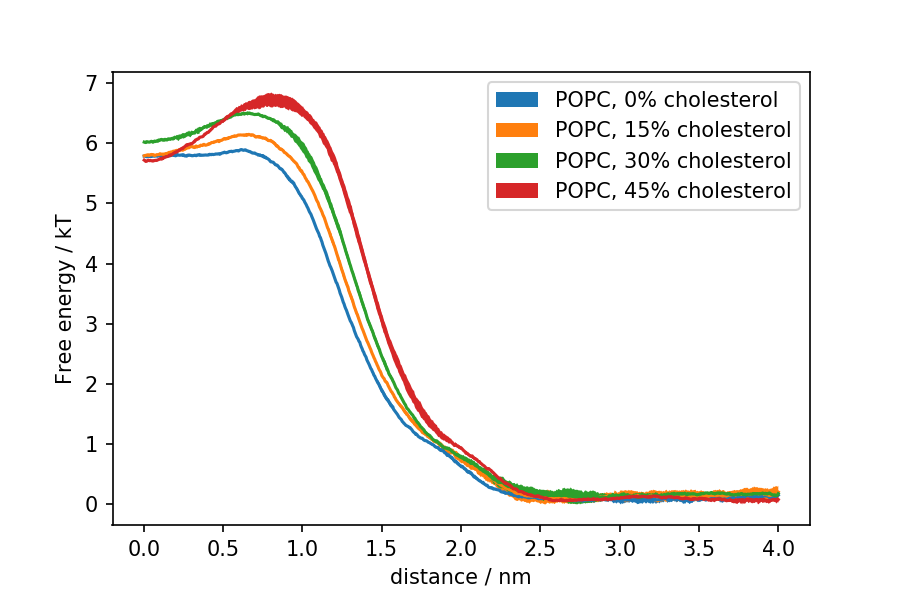 7
6
5
4
3
2
1
0
Free energy / kT
POPC, 0% cholesterol
POPC, 15% cholesterol
POPC, 30% cholesterol
POPC, 45% cholesterol
0.0 0.5 1.0 1.5 2.0 2.5 3.0 3.5 4.0
distance / nm